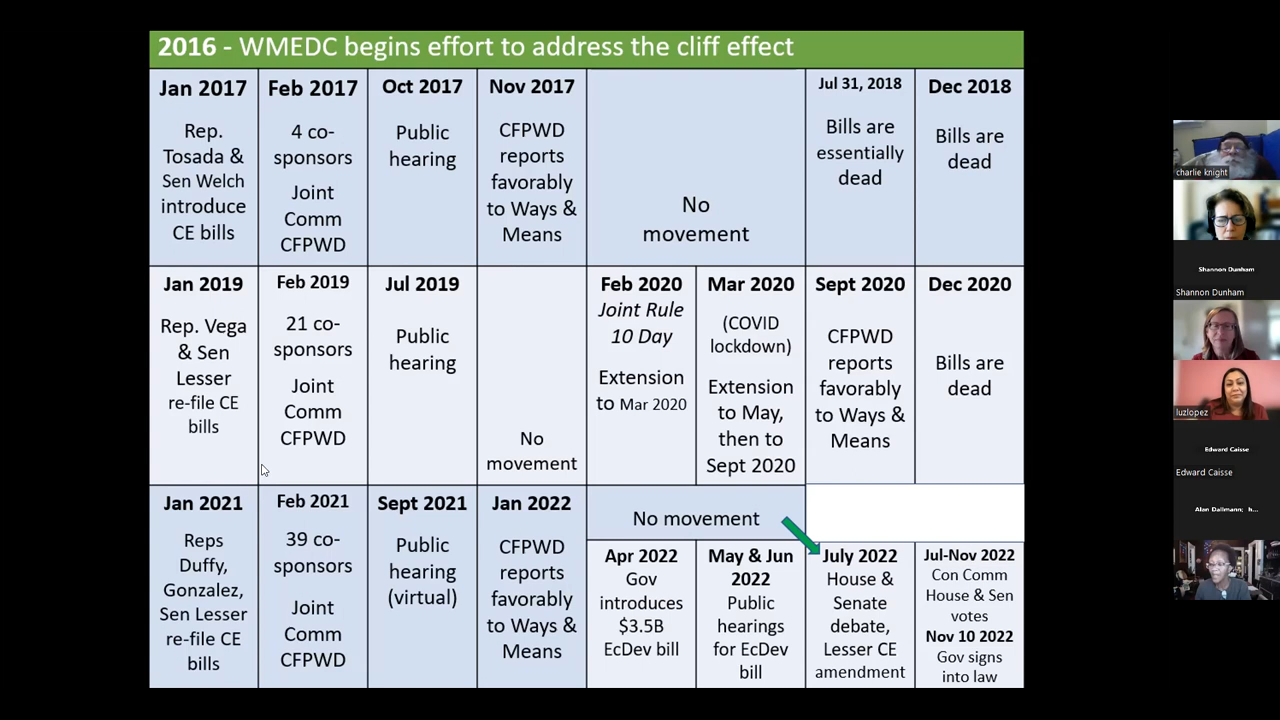 2016 - WMEDC begins effort to address the cliff effect
Jan 2017
Rep.
Tosada &
Sen Welch
introduce
CE bills
Feb 2017
4 co-
sponsors
Joint
Comm
CFPWD
Oct 2017
Public
hearing
Nov 2017
CFPWD
reports
favorably
to Ways &
Means
No
movement
Jul 31, 2018
Bills are
essentially
dead
Dec 2018
Bills are
dead
Jan 2019
Rep. Vega
& Sen
Lesser
re-file CE
bills
Feb 2019
21 co-
sponsors
Joint
Comm
CFPWD
Jul 2019
Public
hearing
No
movement
Feb 2020
Joint Rule
10 Day
Extension
to Mar 2020
Mar 2020
(COVID
lockdown)
Extension
to May,
then to
Sept 2020
Sept 2020
CFPWD
reports
favorably
to Ways &
Means
Dec 2020
Bills are
dead
Jan 2021
Reps
Duffy,
Gonzalez,
Sen Lesser
re-file CE
bills
Feb 2021
39 co-
sponsors
Joint
Comm
CFPWD
Sept 2021
Public
hearing
(virtual)
Jan 2022
CFPWD
reports
favorably
to Ways &
Means
No movement
Apr 2022
Gov
introduces
$3.5B
EcDev bill
May & Jun
2022
Public
hearings
for EcDev
bill
July 2022
House &
Senate
debate,
Lesser CE
amendment
Jul-Nov 2022
Con Comm
House & Sen
votes
Nov 10 2022
Gov signs
into law
charlie knight
Shannon Dunham
Shannon Dunham
luzlopez
Edward Caisse
Edward Caisse
Alan Dallmann; h...